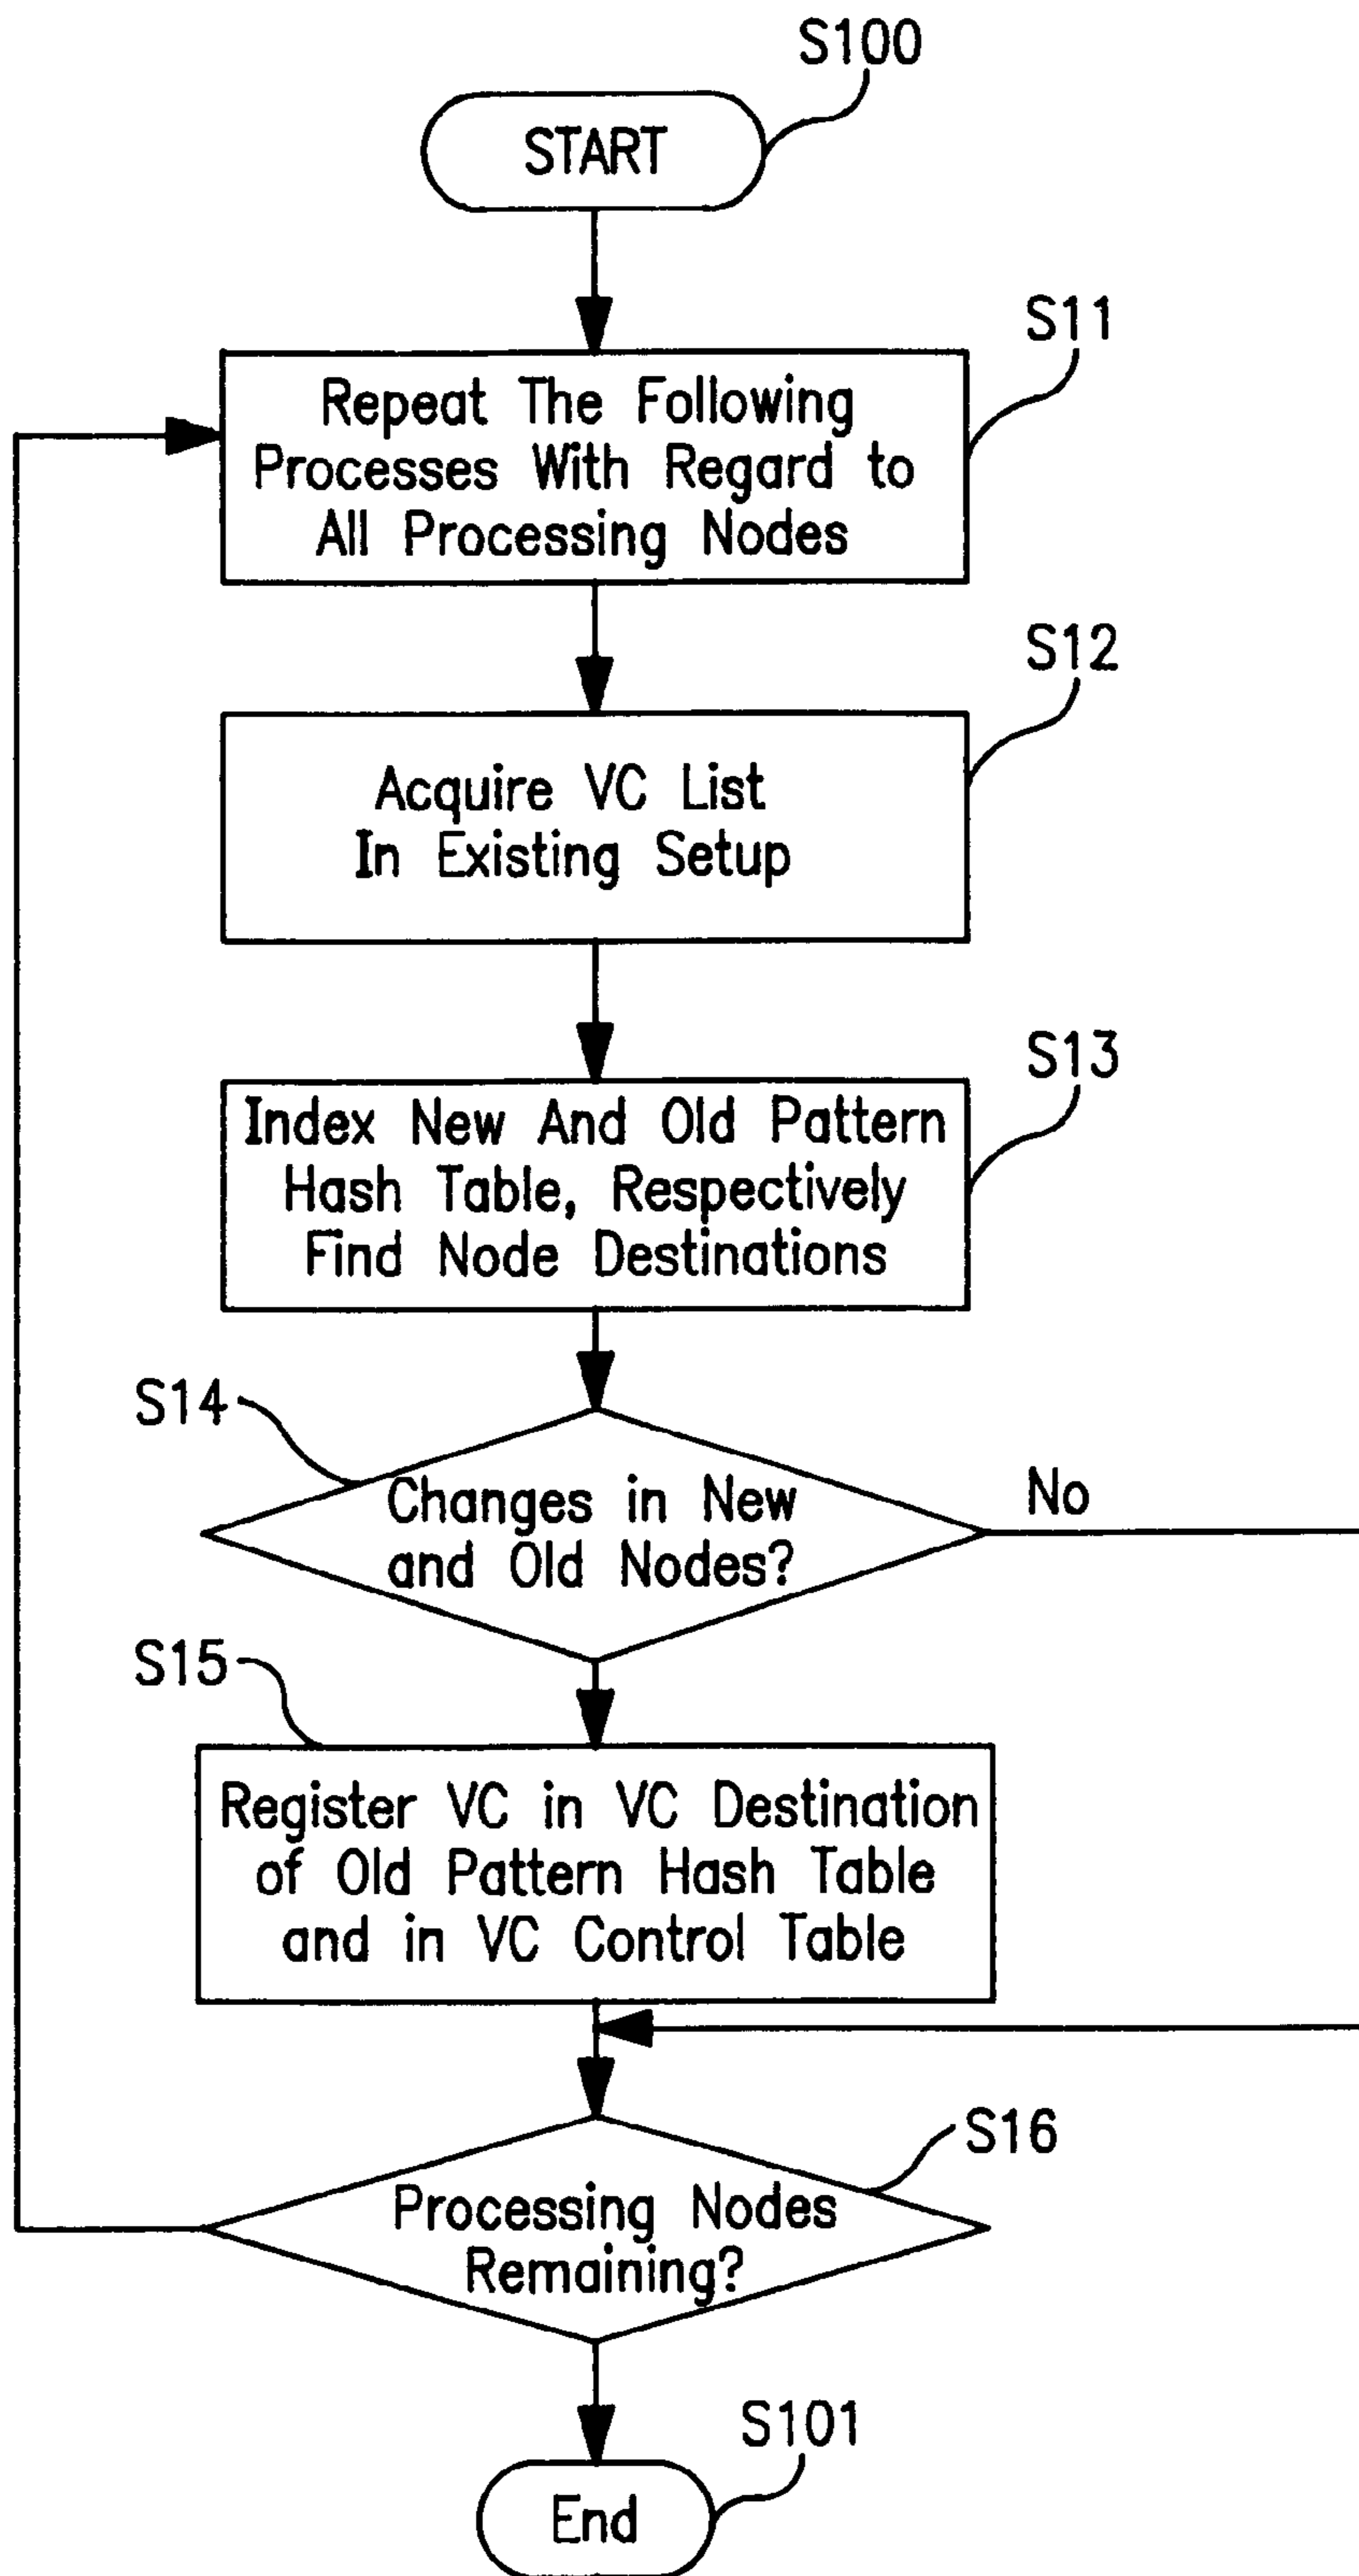 S100
START
S11
Repeat The Following
Processes With Regard to
All Processing Nodes
S12
Acquire VC List
In Existing Setup
S13
Index New And Old Pattern
Hash Table, Respectively
Find Node Destinations
S14
Changes in New
and Old Nodes?
No
S15
Register VC in VC Destination
of Old Pattern Hash Table
and in VC Control Table
S16
Processing Nodes
Remaining?
S101
End